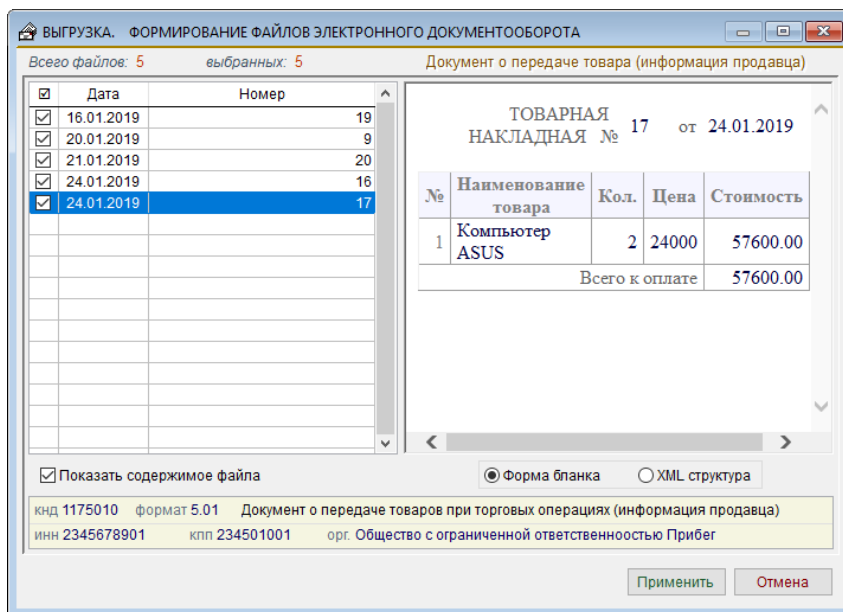 ВЫГРУЗКА. ФОРМИРОВАНИЕ ФАЙЛОВ ЭЛЕКТРОННОГО ДОКУМЕНТООБОРОТА
Всего файлов: 5 выбранных: 5 Документ о передаче товара (информация продавца)
Дата Номер
16.01.2019 19
20.01.2019 9
21.01.2019 20
24.01.2019 16
24.01.2019 17
ТОВАРНАЯ
НАКЛАДНАЯ № 17 от 24.01.2019
№ Наименование товара Кол. Цена Стоимость
1 Компьютер ASUS 2 24000 57600.00
Всего к оплате 57600.00
Показать содержимое файла Форма бланка XML структура
кнд 1175010 формат 5.01 Документ о передаче товаров при торговых операциях (информация продавца)
инн 2345678901 кпп 234501001 орг. Общество с ограниченной ответственноостью Прибег
Применить Отмена